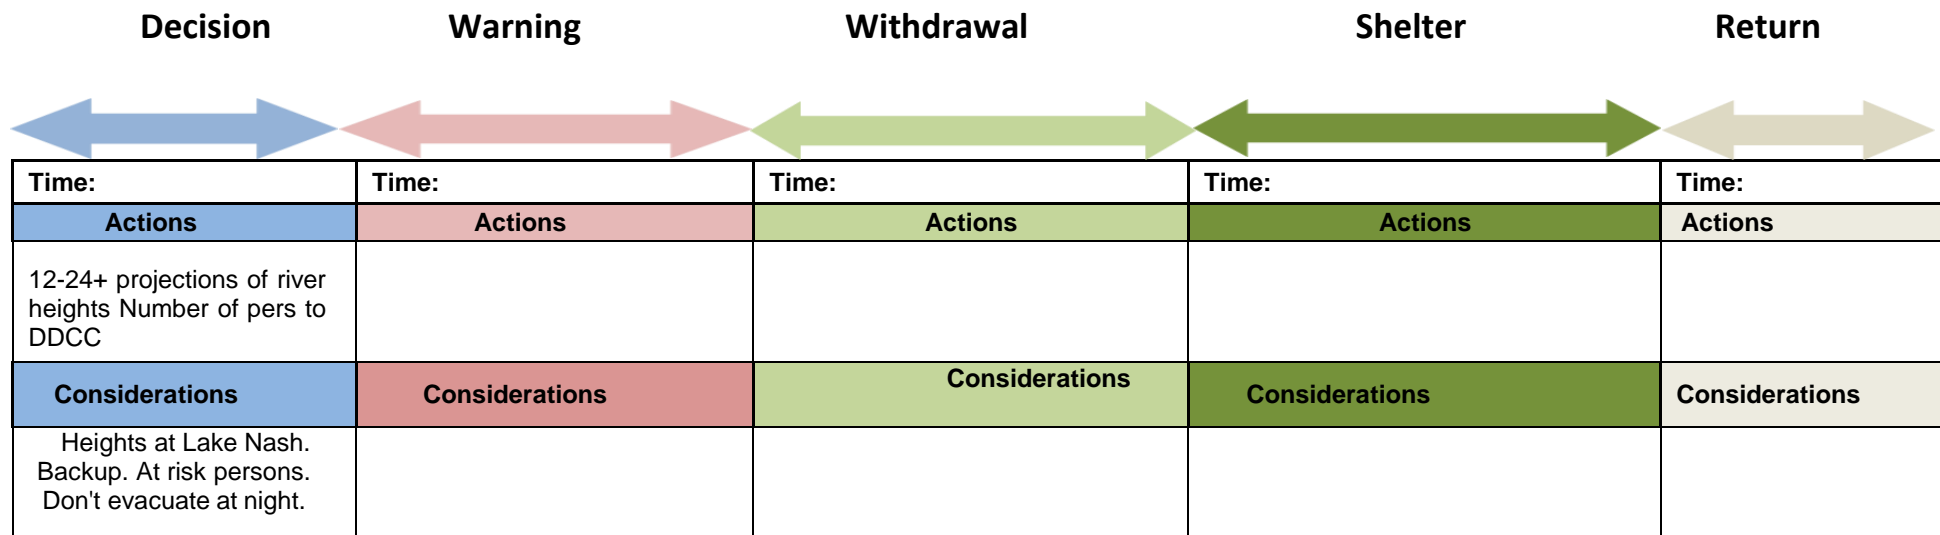 Decision Warning Withdrawal Shelter Return
Time: Time: Time: Time: Time:
Actions Actions Actions Actions Actions
12-24+ projections of river
heights Number of pers to
DDCC
Considerations Considerations Considerations Considerations Considerations
Heights at Lake Nash.
Backup. At risk persons.
Don't evacuate at night.